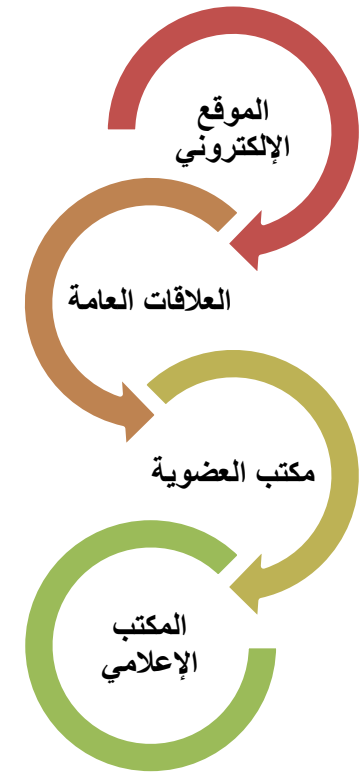 الموقع
الإلكتروني
العلاقات العامة
مكتب العضوية
المكتب
الإعلامي